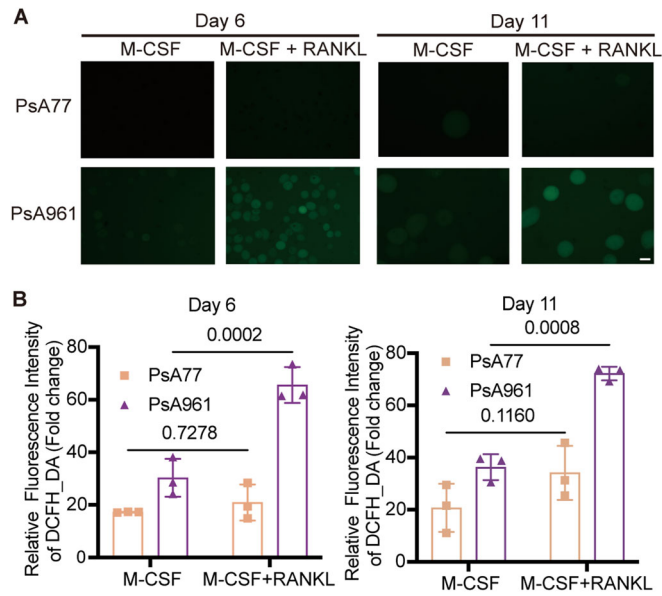 A
Day 6
Day 11
M-CSF
M-CSF + RANKL
M-CSF
M-CSF + RANKL
PsA77
PsA961
B
Day 6
Relative Fluorescence Intensity
of DCFH_DA (Fold change)
80
60
40
20
0
0.0002
PsA77
PsA961
0.7278
M-CSF
M-CSF+RANKL
Day 11
Relative Fluorescence Intensity
of DCFH_DA (Fold change)
80
60
40
20
0
0.0008
PsA77
PsA961
0.1160
M-CSF
M-CSF+RANKL